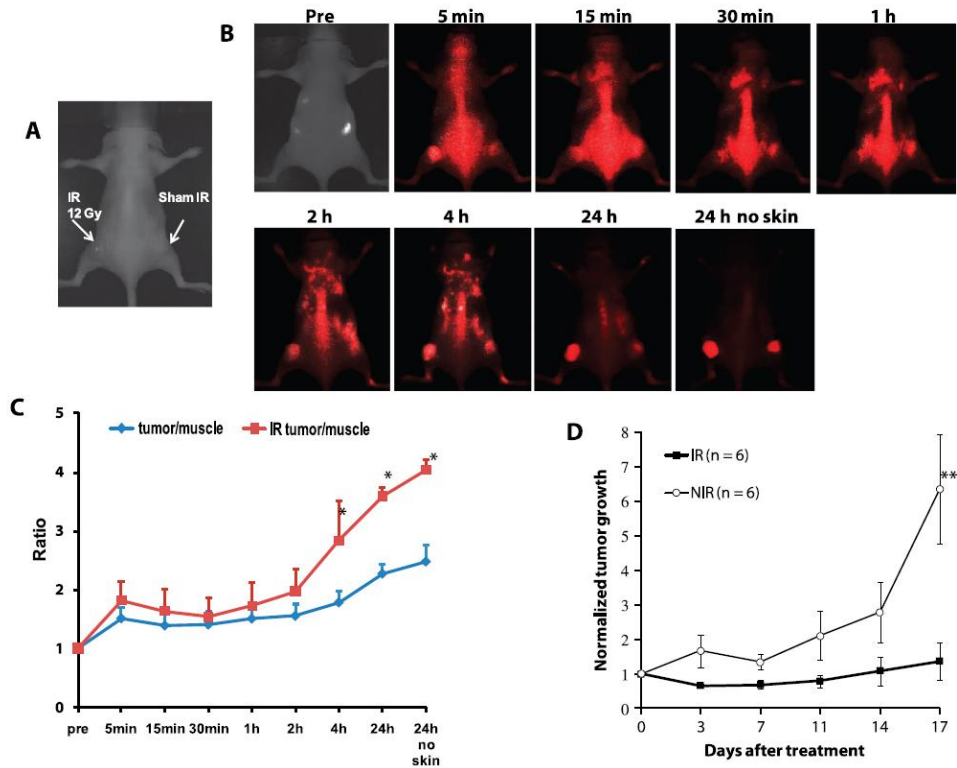 A
IR
12 Gy
Sham IR
B
Pre
5 min
15 min
30 min
1 h
2 h
4 h
24 h
24 h no skin
C
tumor/muscle
IR tumor/muscle
Ratio
5
4
3
2
1
0
*
*
*
pre
5min
15min
30min
1h
2h
4h
24h
24h
no
skin
D
IR (n = 6)
NIR (n = 6)
Normalized tumor growth
8
7
6
5
4
3
2
1
0
**
0
3
7
11
14
17
Days after treatment